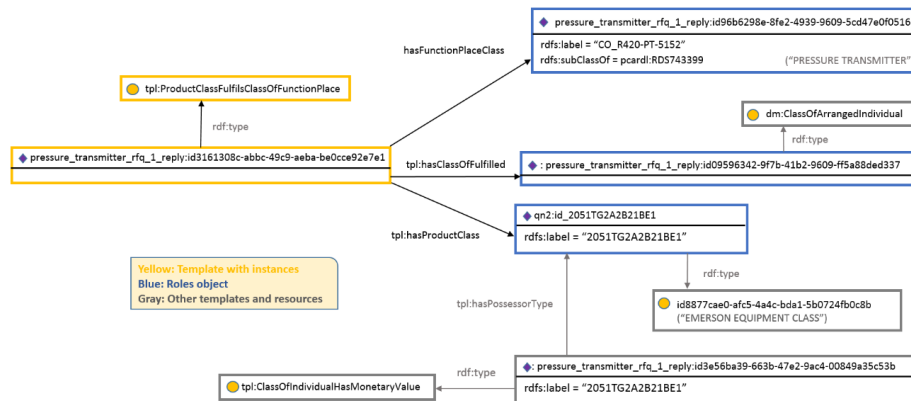 pressure_transmitter_rfq_1_reply:id96b6298e-8fe2-4939-9609-5cd47e0f0516
hasFunctionPlaceClass
rdfs:label = “CO_R420-PT-5152”
rdfs:subClassOf = pcardl:RDS743399 (“PRESSURE TRANSMITTER”)
tpl:ProductClassFulfilsClassOfFunctionPlace
dm:ClassOfArrangedIndividual
rdf:type
rdf:type
pressure_transmitter_rfq_1_reply:id3161308c-abbc-49c9-aeba-be0cce92e7e1
tpl:hasClassOfFulfilled
: pressure_transmitter_rfq_1_reply:id09596342-9f7b-41b2-9609-ff5a88ded337
qn2:id_2051TG2A2B21BE1
tpl:hasProductClass
rdfs:label = “2051TG2A2B21BE1”
Yellow: Template with instances
Blue: Roles object
Gray: Other templates and resources
rdf:type
tpl:hasPossessorType
id8877cae0-afc5-4a4c-bda1-5b0724fb0c8b
(“EMERSON EQUIPMENT CLASS”)
: pressure_transmitter_rfq_1_reply:id3e56ba39-663b-47e2-9ac4-00849a35c53b
rdf:type
tpl:ClassOfIndividualHasMonetaryValue
rdfs:label = “2051TG2A2B21BE1”